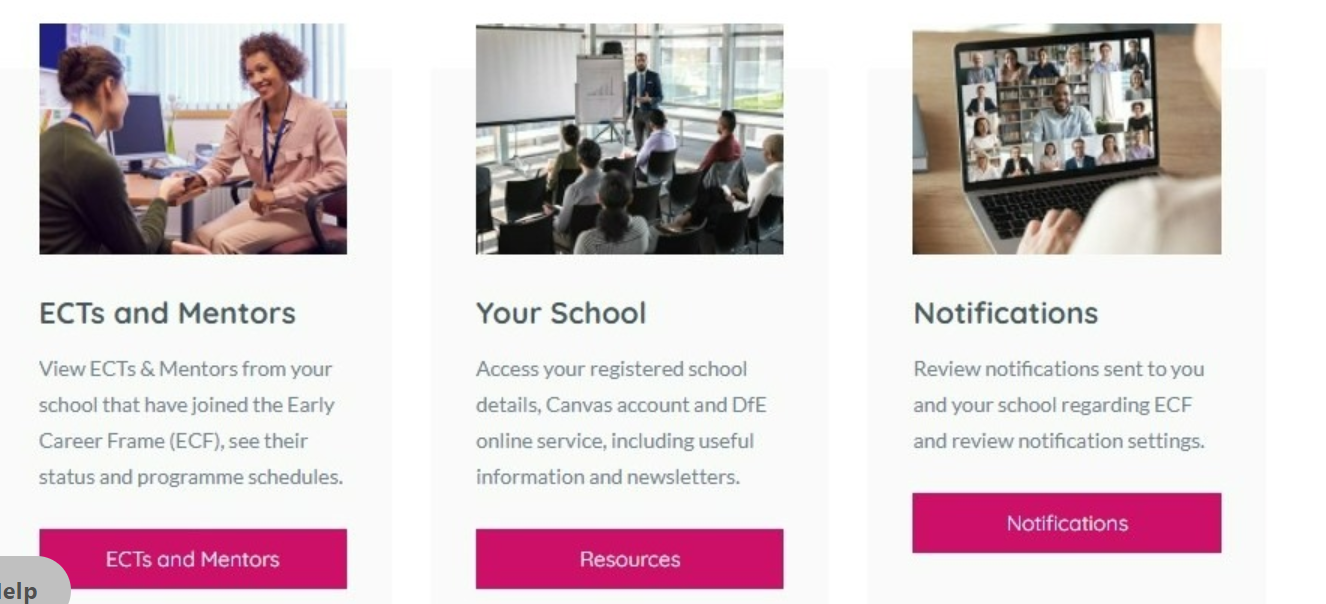 ECTs and Mentors
View ECTs & Mentors from your
school that have joined the Early
Career Frame (ECF), see their
status and programme schedules.
ECTs and Mentors
Your School
Access your registered school
details, Canvas account and DfE
online service, including useful
information and newsletters.
Resources
Notifications
Review notifications sent to you
and your school regarding ECF
and review notification settings.
Notifications
elp